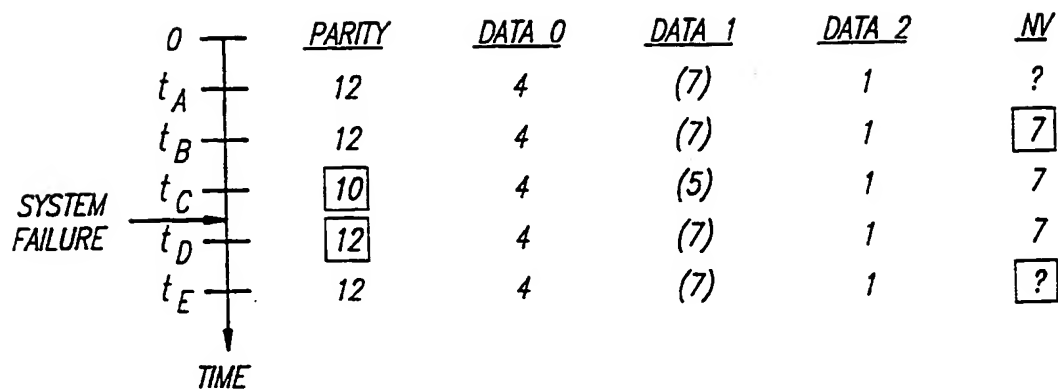 0 PARITY DATA 0 DATA 1 DATA 2 NV
tA 12 4 (7) 1 ?
tB 12 4 (7) 1 7
tC 10 4 (5) 1 7
SYSTEM
FAILURE
tD 12 4 (7) 1 7
tE 12 4 (7) 1 ?
TIME